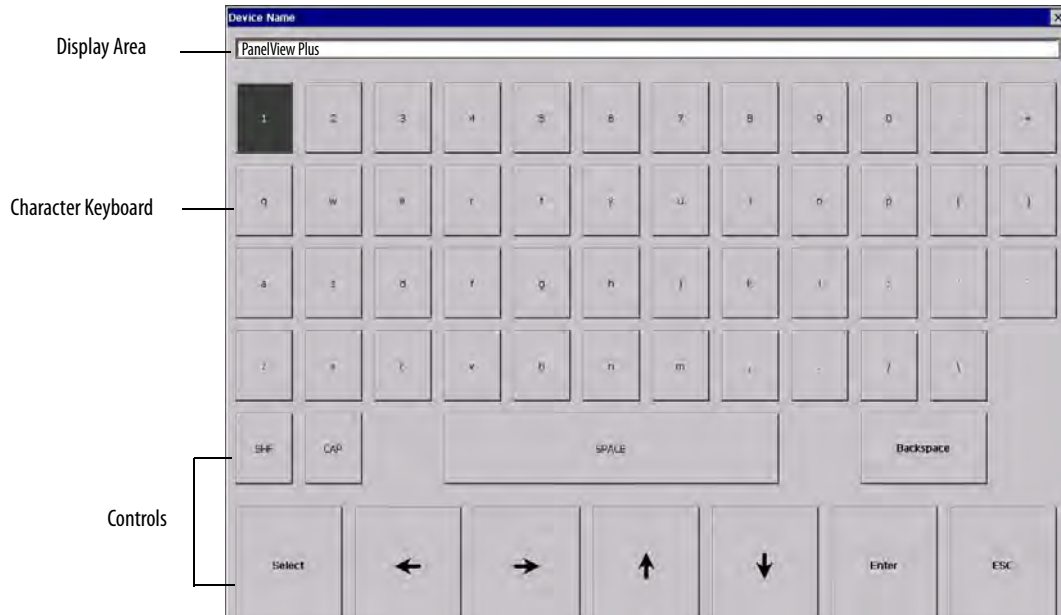 Device Name
Display Area
PanelView Plus
1 2 3 4 5 6 7 8 9 0
Character Keyboard
q w e r t y u i o p [ ]
a s d f g h j k l ;
z x c v b n m , . / \
SHF CAP SPACE Backspace
Controls
Select ← → ↑ ↓ Enter ESC